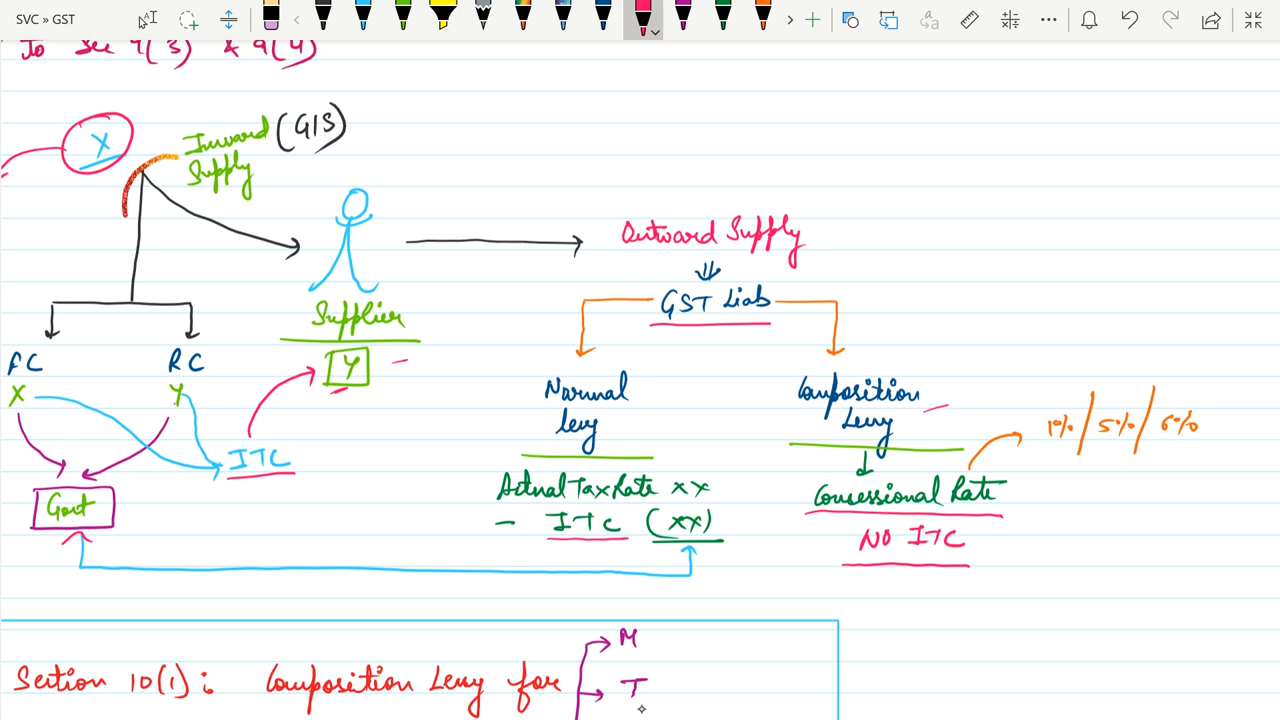 SVC » GST
To Sec 9(3) & 9(4)
X
Inward (G/S)
Supply
Outward Supply
GST Liab
Supplier
Y
FC RC
X Y
ITC
Govt
Normal
levy
Actual Tax Rate xx
- ITC (xx)
Composition
Levy
Concessional Rate
NO ITC
1% / 5% / 6%
Section 10(1): Composition Levy for
M
T